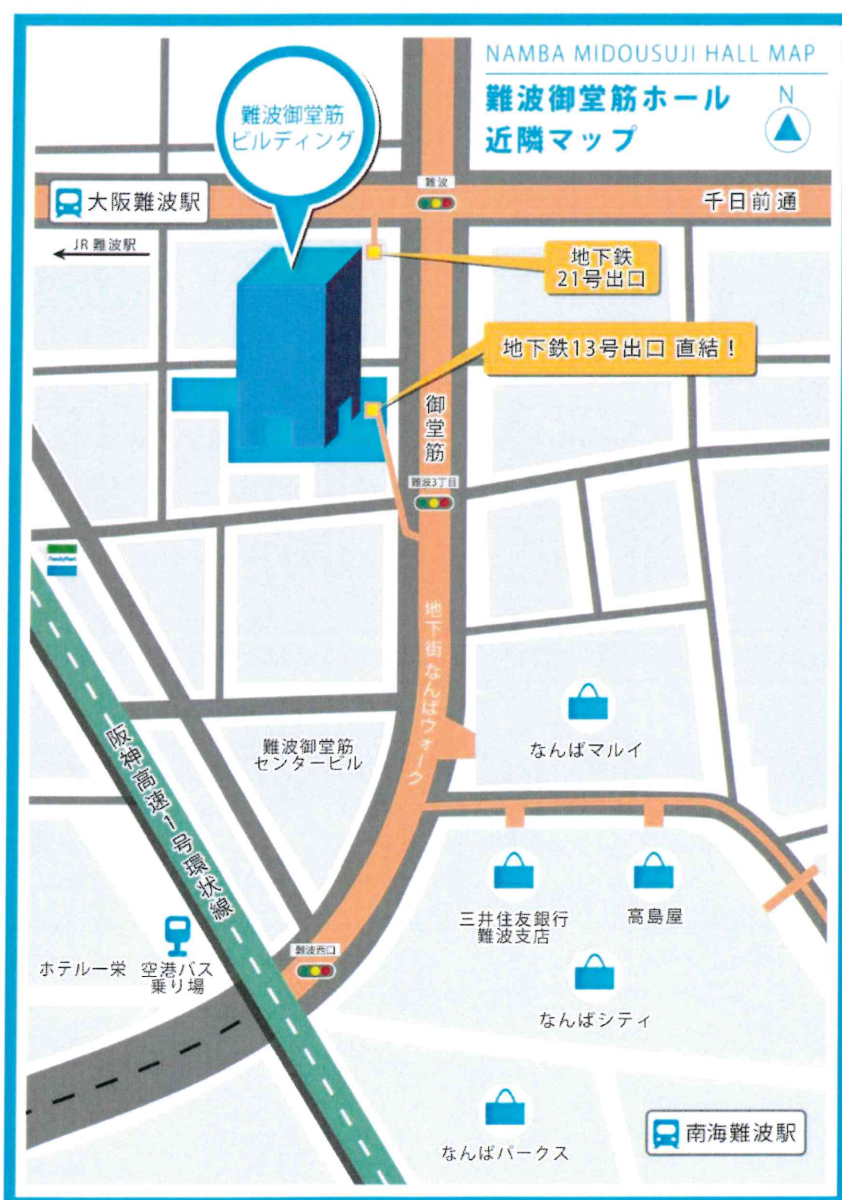 NAMBA MIDOUSUJI HALL MAP
難波御堂筋ホール
近隣マップ
N
難波御堂筋
ビルディング
大阪難波駅
難波
千日前通
JR 難波駅
地下鉄
21号出口
地下鉄13号出口 直結！
御堂筋
難波3丁目
FamilyMart
地下街なんばウォーク
難波御堂筋
センタービル
なんばマルイ
阪神高速1号環状線
三井住友銀行
難波支店
高島屋
ホテル一栄
空港バス
乗り場
難波西口
なんばシティ
なんばパークス
南海難波駅